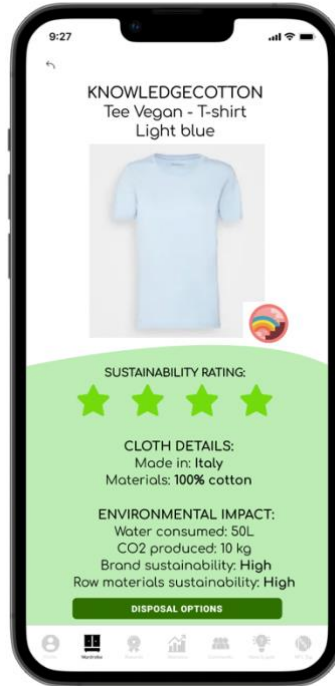 9:27
KNOWLEDGECOTTON
Tee Vegan - T-shirt
Light blue
SUSTAINABILITY RATING:
CLOTH DETAILS:
Made in: Italy
Materials: 100% cotton
ENVIRONMENTAL IMPACT:
Water consumed: 50L
CO2 produced: 10 kg
Brand sustainability: High
Row materials sustainability: High
DISPOSAL OPTIONS
Wardrobe